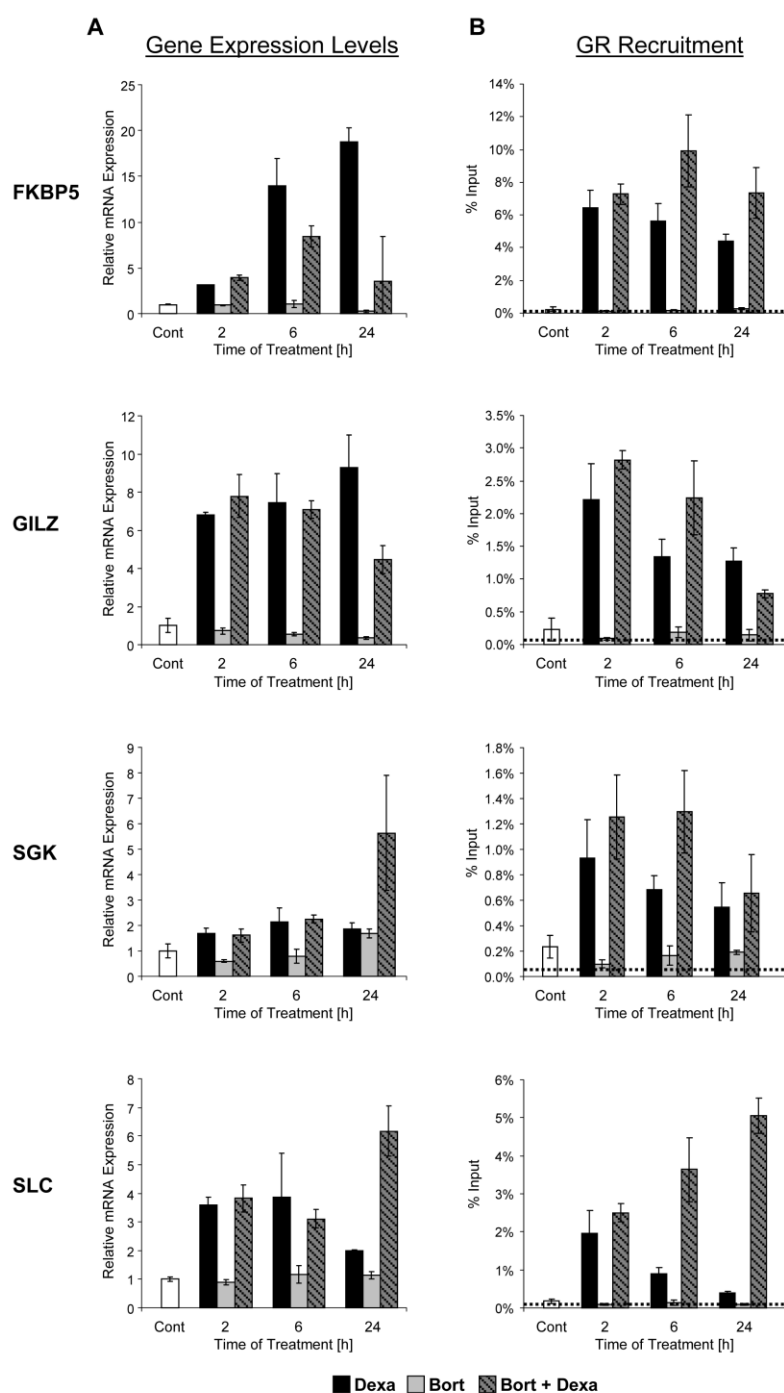 A
Gene Expression Levels
B
GR Recruitment
FKBP5
Relative mRNA Expression
25
20
15
10
5
0
Cont 2 6 24
Time of Treatment [h]
% Input
14%
12%
10%
8%
6%
4%
2%
0%
Cont 2 6 24
Time of Treatment [h]
GILZ
Relative mRNA Expression
12
10
8
6
4
2
0
Cont 2 6 24
Time of Treatment [h]
% Input
3.5%
3.0%
2.5%
2.0%
1.5%
1.0%
0.5%
0.0%
Cont 2 6 24
Time of Treatment [h]
SGK
Relative mRNA Expression
9
8
7
6
5
4
3
2
1
0
Cont 2 6 24
Time of Treatment [h]
% Input
1.8%
1.6%
1.4%
1.2%
1.0%
0.8%
0.6%
0.4%
0.2%
0.0%
Cont 2 6 24
Time of Treatment [h]
SLC
Relative mRNA Expression
8
7
6
5
4
3
2
1
0
Cont 2 6 24
Time of Treatment [h]
% Input
6%
5%
4%
3%
2%
1%
0%
Cont 2 6 24
Time of Treatment [h]
Dexa Bort Bort + Dexa